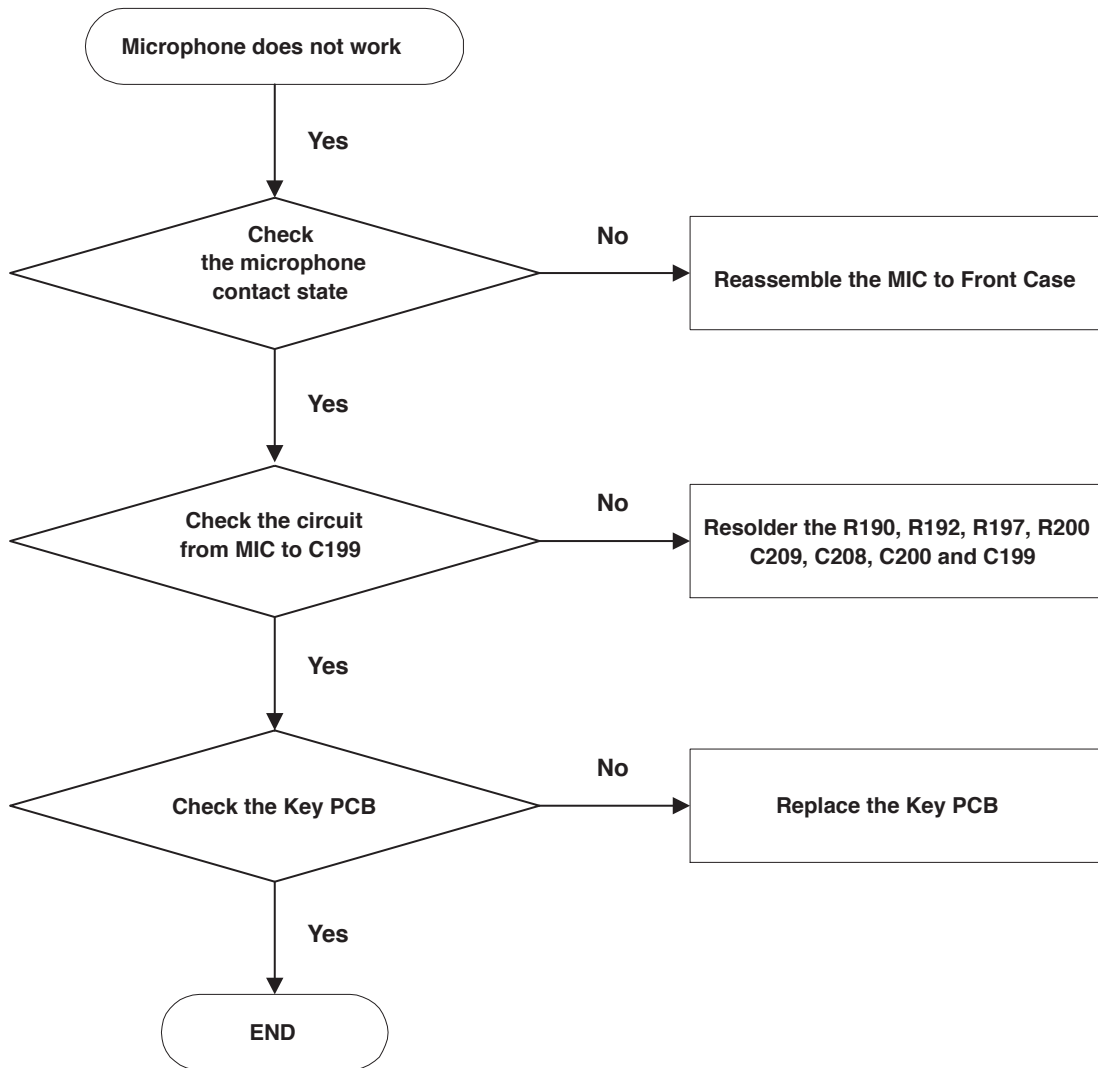 Microphone does not work
Yes
Check
the microphone
contact state
No
Reassemble the MIC to Front Case
Yes
Check the circuit
from MIC to C199
No
Resolder the R190, R192, R197, R200
C209, C208, C200 and C199
Yes
Check the Key PCB
No
Replace the Key PCB
Yes
END